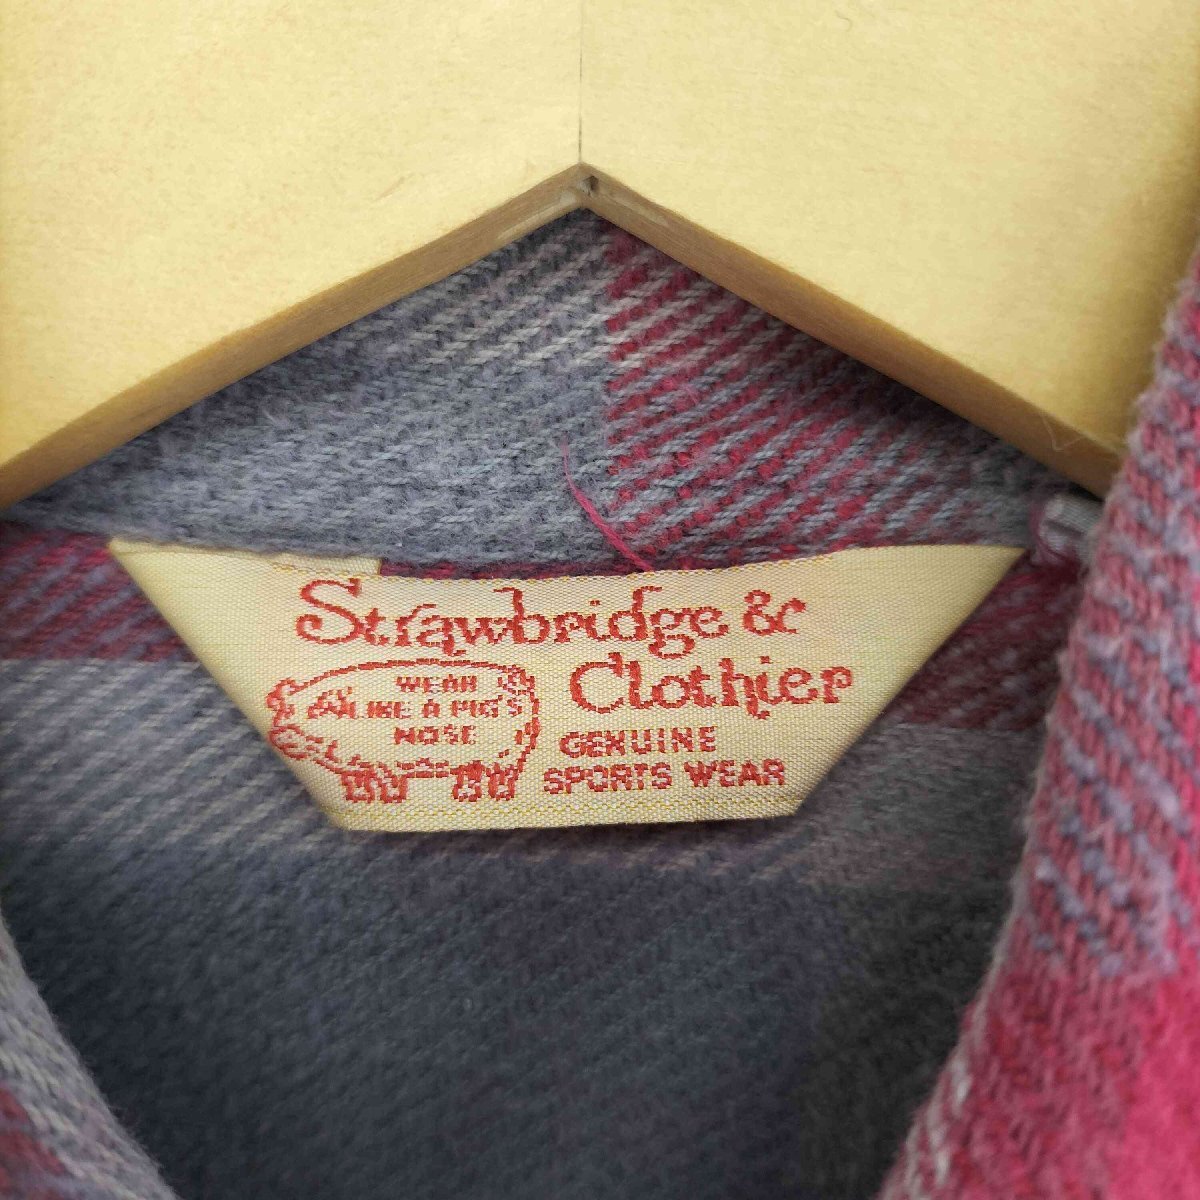 Strawbridge &
Clothier
WEAR
LIKE A PIG'S
NOSE
GENUINE
SPORTS WEAR